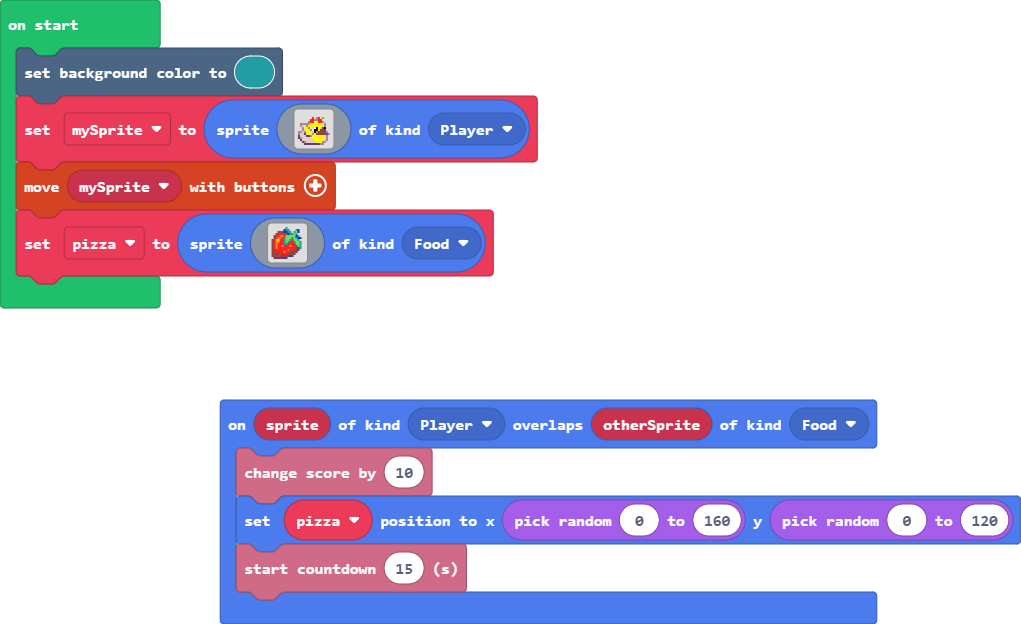 on start
set background color to
set mySprite to sprite of kind Player
move mySprite with buttons
set pizza to sprite of kind Food
on sprite of kind Player overlaps otherSprite of kind Food
change score by 10
set pizza position to x pick random 0 to 160 y pick random 0 to 120
start countdown 15 (s)